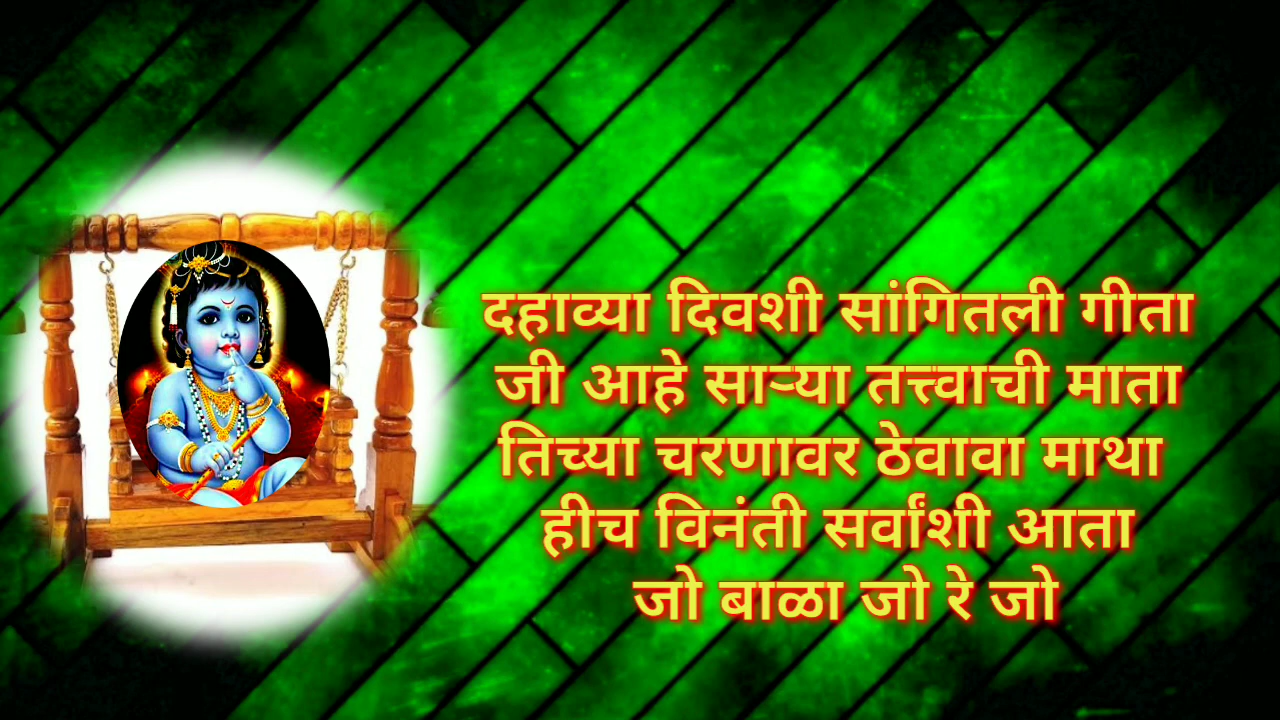 दहाव्या दिवशी सांगितली गीता
जी आहे साऱ्या तत्त्वाची माता
तिच्या चरणावर ठेवावा माथा
हीच विनंती सर्वांशी आता
जो बाळा जो रे जो